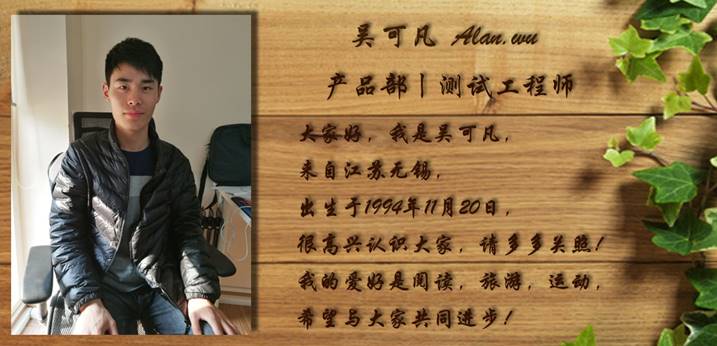 吴可凡 Alan.wu
产品部丨测试工程师
大家好，我是吴可凡，
来自江苏无锡，
出生于1994年11月20日，
很高兴认识大家，请多多关照！
我的爱好是阅读，旅游，运动，
希望与大家共同进步！